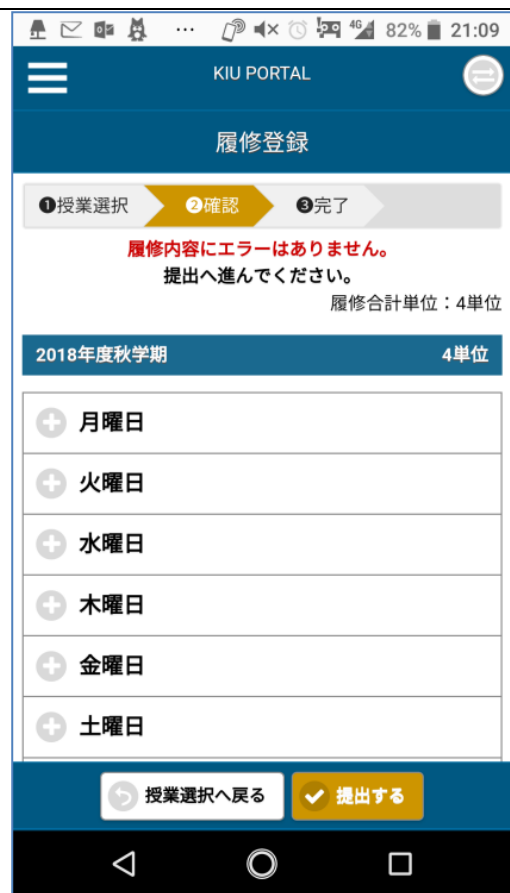 4G 82% 21:09
KIU PORTAL
履修登録
❶授業選択 ❷確認 ❸完了
履修内容にエラーはありません。
提出へ進んでください。
履修合計単位：4単位
2018年度秋学期 4単位
月曜日
火曜日
水曜日
木曜日
金曜日
土曜日
授業選択へ戻る 提出する